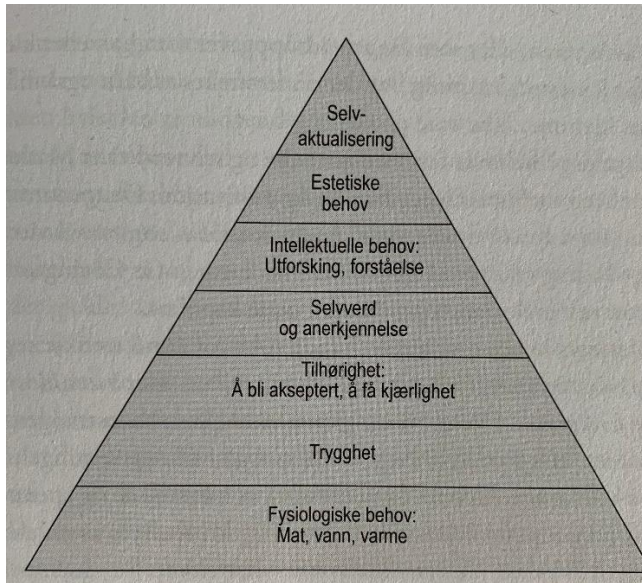 Selv-
aktualisering
Estetiske
behov
Intellektuelle behov:
Utforsking, forståelse
Selvverd
og anerkjennelse
Tilhørighet:
Å bli akseptert, å få kjærlighet
Trygghet
Fysiologiske behov:
Mat, vann, varme